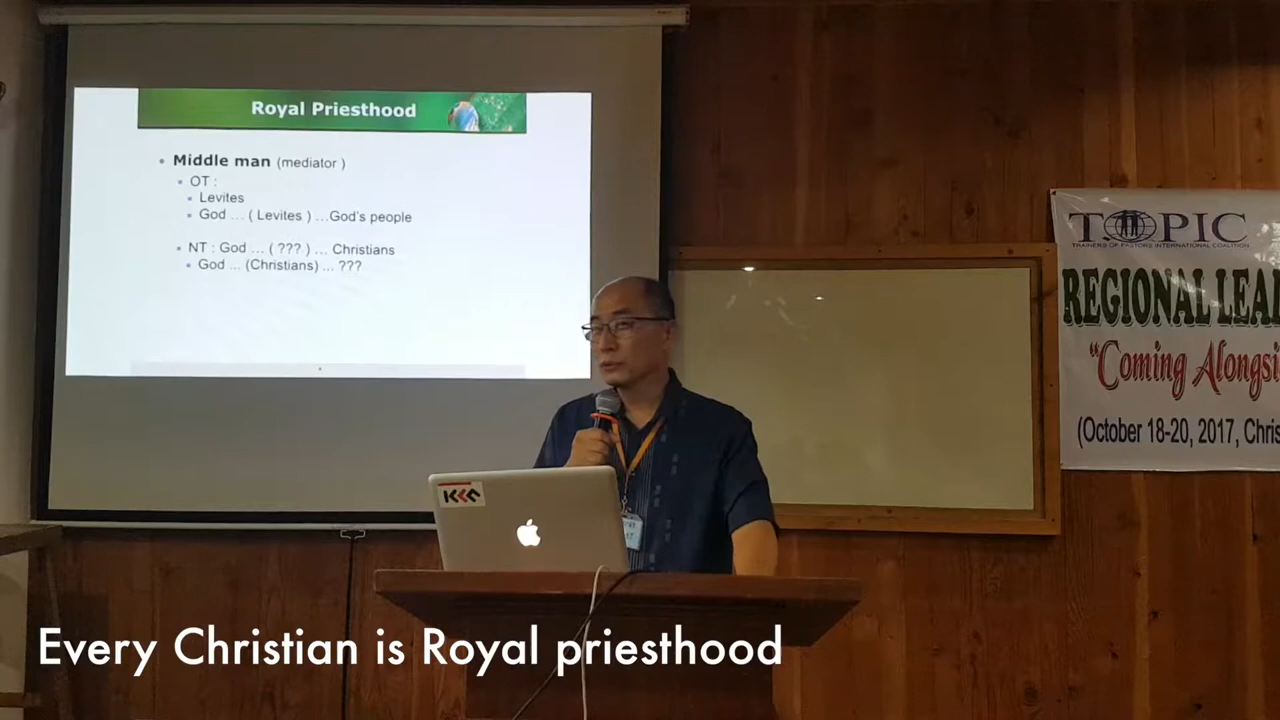 Royal Priesthood
• Middle man (mediator )
• OT :
• Levites
• God ... ( Levites ) ...God's people
• NT : God ... ( ??? ) ... Christians
• God ... (Christians) ... ???
TOPIC
TRAINERS OF PASTORS INTERNATIONAL COALITION
REGIONAL LEA
"Coming Alongsi
(October 18-20, 2017, Chris
Every Christian is Royal priesthood